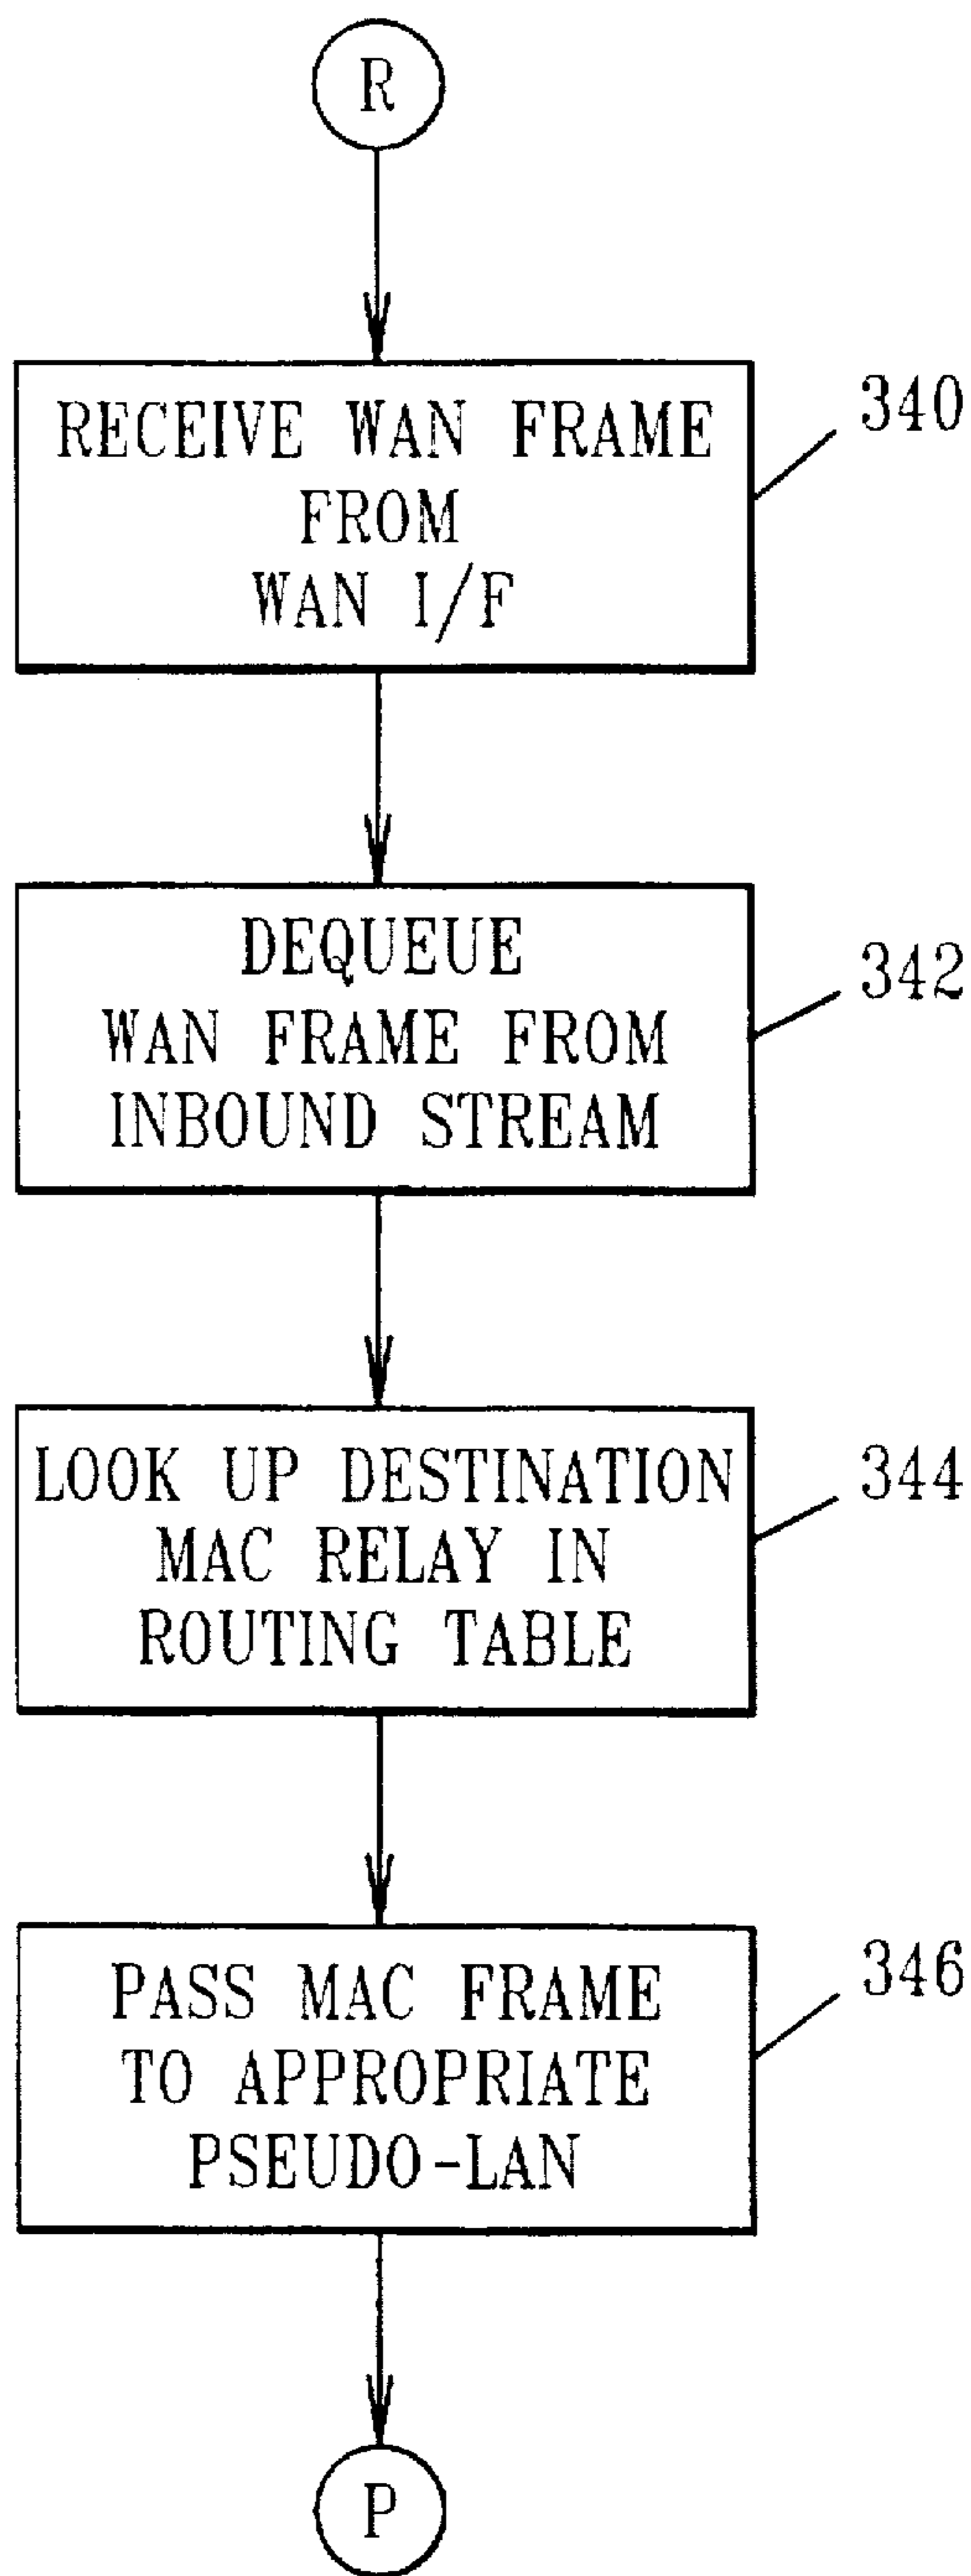 R
RECEIVE WAN FRAME
FROM
WAN I/F
340
DEQUEUE
WAN FRAME FROM
INBOUND STREAM
342
LOOK UP DESTINATION
MAC RELAY IN
ROUTING TABLE
344
PASS MAC FRAME
TO APPROPRIATE
PSEUDO-LAN
346
P